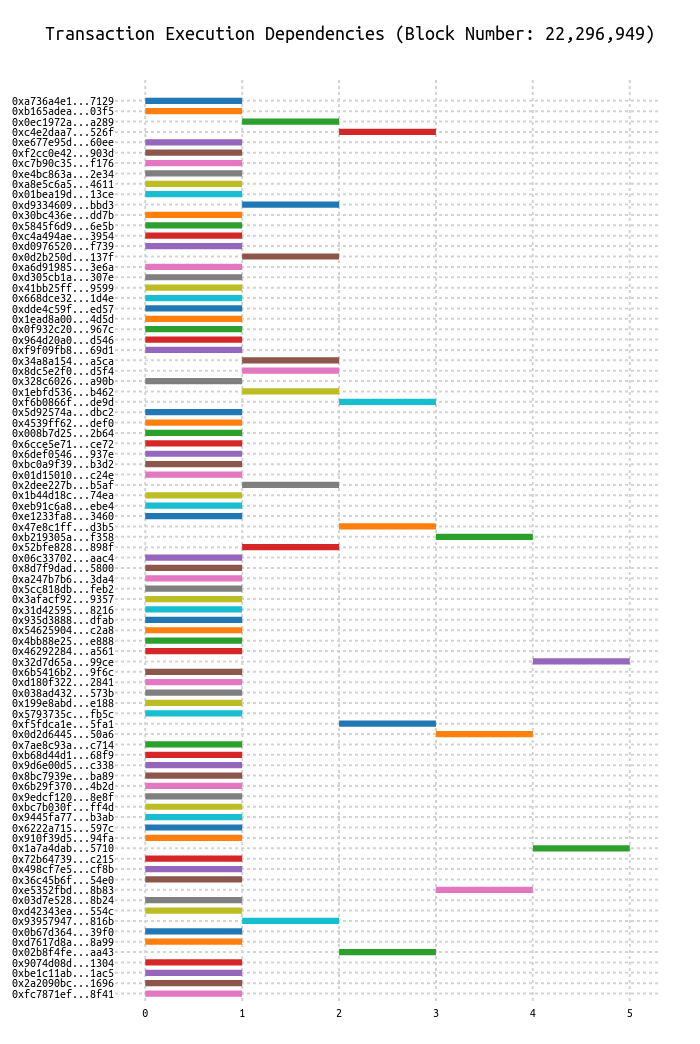 Transaction Execution Dependencies (Block Number: 22,296,949)
0xa736a4e1...7129
0xb165adea...03f5
0x0ec1972a...a289
0xc4e2daa7...526f
0xe677e95d...60ee
0xf2cc0e42...903d
0xc7b90c35...f176
0xe4bc863a...2e34
0xa8e5c6a5...4611
0x01bea19d...13ce
0xd9334609...bbd3
0x30bc436e...dd7b
0x5845f6d9...6e5b
0xc4a494ae...3954
0xd0976520...f739
0x0d2b250d...137f
0xa6d91985...3e6a
0xd305cb1a...307e
0x41bb25ff...9599
0x668dce32...1d4e
0xdde4c59f...ed57
0x1ead8a00...4d5d
0x0f932c20...967c
0x964d20a0...d546
0xf9f09fb8...69d1
0x34a8a154...a5ca
0x8dc5e2f0...d5f4
0x328c6026...a90b
0x1ebfd536...b462
0xf6b0866f...de9d
0x5d92574a...dbc2
0x4539ff62...def0
0x008b7d25...2b64
0x6cce5e71...ce72
0x6def0546...937e
0xbc0a9f39...b3d2
0x01d15010...c24e
0x2dee227b...b5af
0x1b44d18c...74ea
0xeb91c6a8...ebe4
0xe1233fa8...3460
0x47e8c1ff...d3b5
0xb219305a...f358
0x52bfe828...898f
0x06c33702...aac4
0x8d7f9dad...5800
0xa247b7b6...3da4
0x5cc818db...feb2
0x3afacf92...9357
0x31d42595...8216
0x935d3888...dfab
0x54625904...c2a8
0x4bb88e25...e888
0x46292284...a561
0x32d7d65a...99ce
0x6b5416b2...9f6c
0xd180f322...2841
0x038ad432...573b
0x199e8abd...e188
0x5793735c...fb5c
0xf5fdca1e...5fa1
0x0d2d6445...50a6
0x7ae8c93a...c714
0xb68d44d1...68f9
0x9d6e00d5...c338
0x8bc7939e...ba89
0x6b29f370...4b2d
0x9edcf120...8e8f
0xbc7b030f...ff4d
0x9445fa77...b3ab
0x6222a715...597c
0x910f39d5...94fa
0x1a7a4dab...5710
0x72b64739...c215
0x498cf7e5...cf8b
0x36c45b6f...54e0
0xe5352fbd...8b83
0x03d7e528...8b24
0xd42343ea...554c
0x93957947...816b
0x0b67d364...39f0
0xd7617d8a...8a99
0x02b8f4fe...aa43
0x9074d08d...1304
0xbe1c11ab...1ac5
0x2a2090bc...1696
0xfc7871ef...8f41
0 1 2 3 4 5